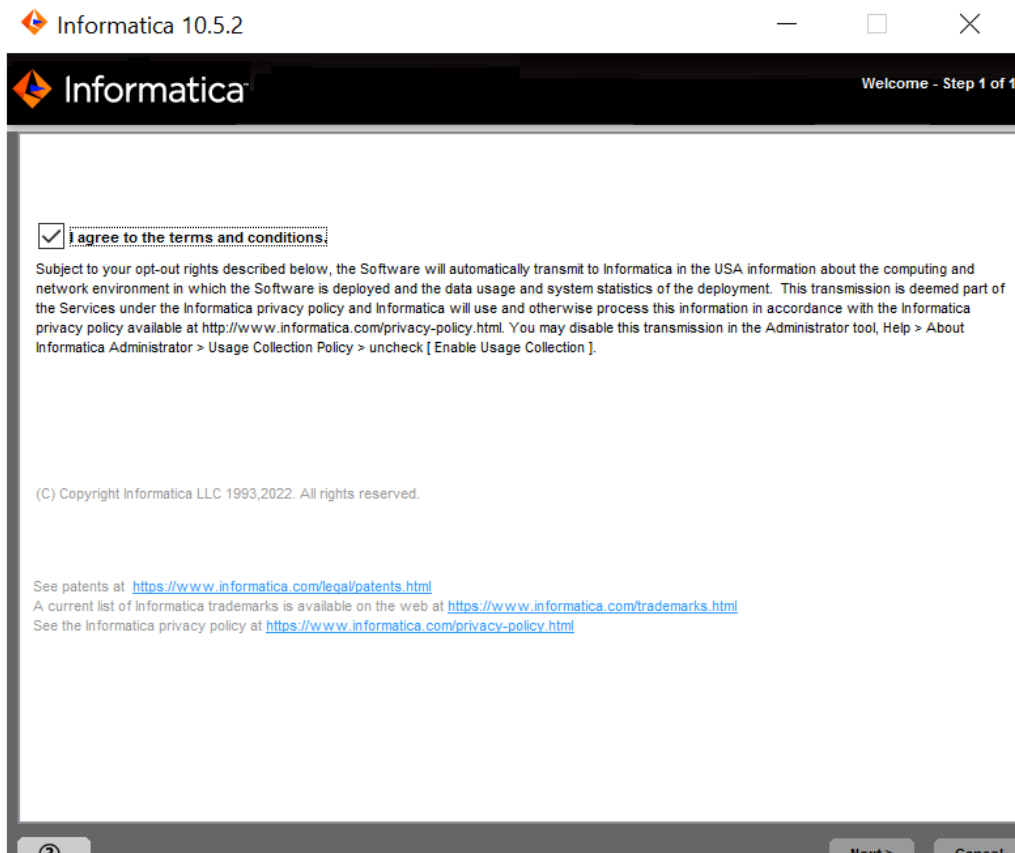 Informatica 10.5.2
Informatica
Welcome - Step 1 of 1
I agree to the terms and conditions.
Subject to your opt-out rights described below, the Software will automatically transmit to Informatica in the USA information about the computing and
network environment in which the Software is deployed and the data usage and system statistics of the deployment.  This transmission is deemed part of
the Services under the Informatica privacy policy and Informatica will use and otherwise process this information in accordance with the Informatica
privacy policy available at http://www.informatica.com/privacy-policy.html. You may disable this transmission in the Administrator tool, Help > About
Informatica Administrator > Usage Collection Policy > uncheck [ Enable Usage Collection ].
(C) Copyright Informatica LLC 1993,2022. All rights reserved.
See patents at https://www.informatica.com/legal/patents.html
A current list of Informatica trademarks is available on the web at https://www.informatica.com/trademarks.html
See the Informatica privacy policy at https://www.informatica.com/privacy-policy.html
Next >
Cancel